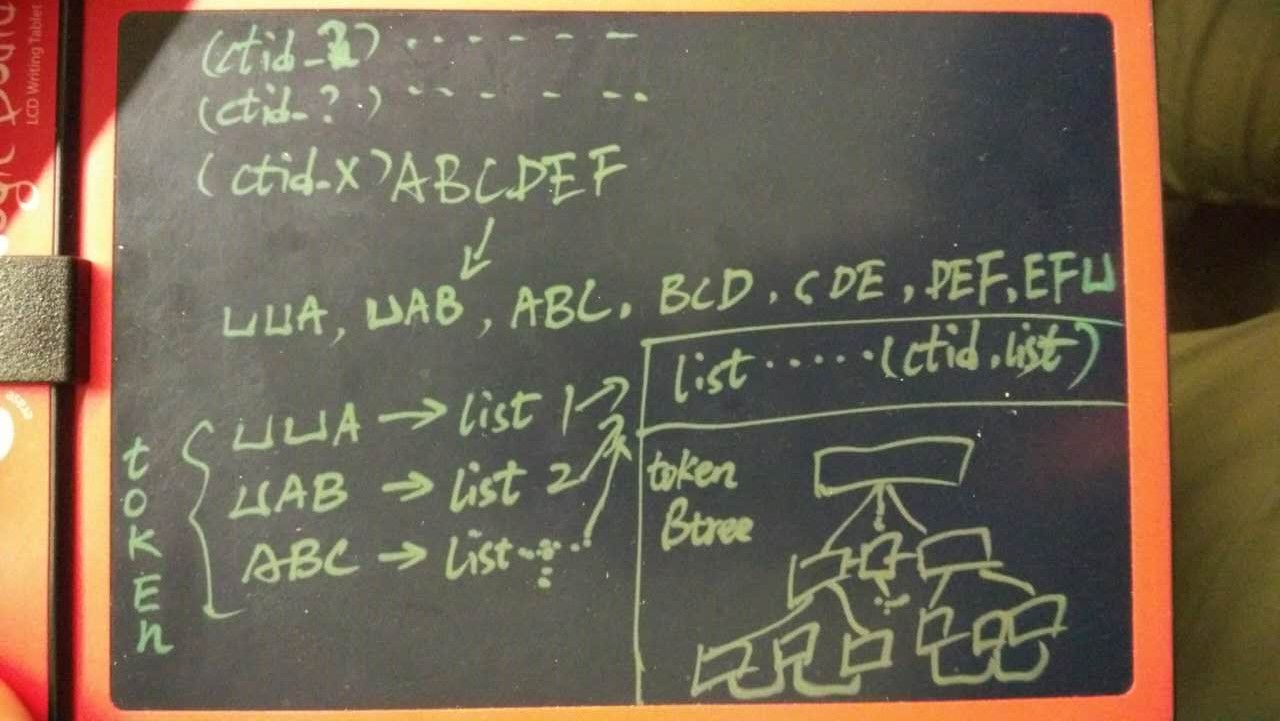 LCD Writing Tablet
(ctid_2) . . . - - - -
(ctid_?) . . - - - . .
(ctid_X) ABCDEF
↙
⊔⊔A, ⊔AB, ABC, BCD, CDE, DEF, EF⊔
list ..... (ctid,list)
⊔⊔A → list 1
⊔AB → list 2
ABC → list ...
tokEn
token
Btree